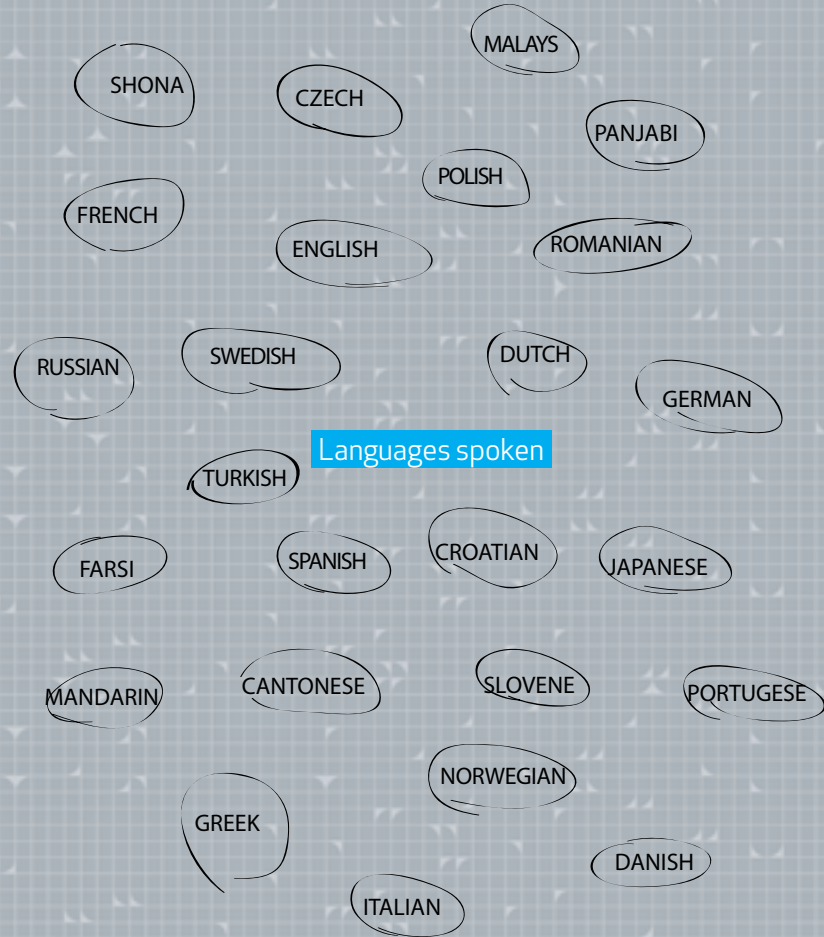 MALAYS
SHONA
CZECH
PANJABI
POLISH
FRENCH
ENGLISH
ROMANIAN
RUSSIAN
SWEDISH
DUTCH
GERMAN
Languages spoken
TURKISH
FARSI
SPANISH
CROATIAN
JAPANESE
MANDARIN
CANTONESE
SLOVENE
PORTUGESE
NORWEGIAN
GREEK
DANISH
ITALIAN